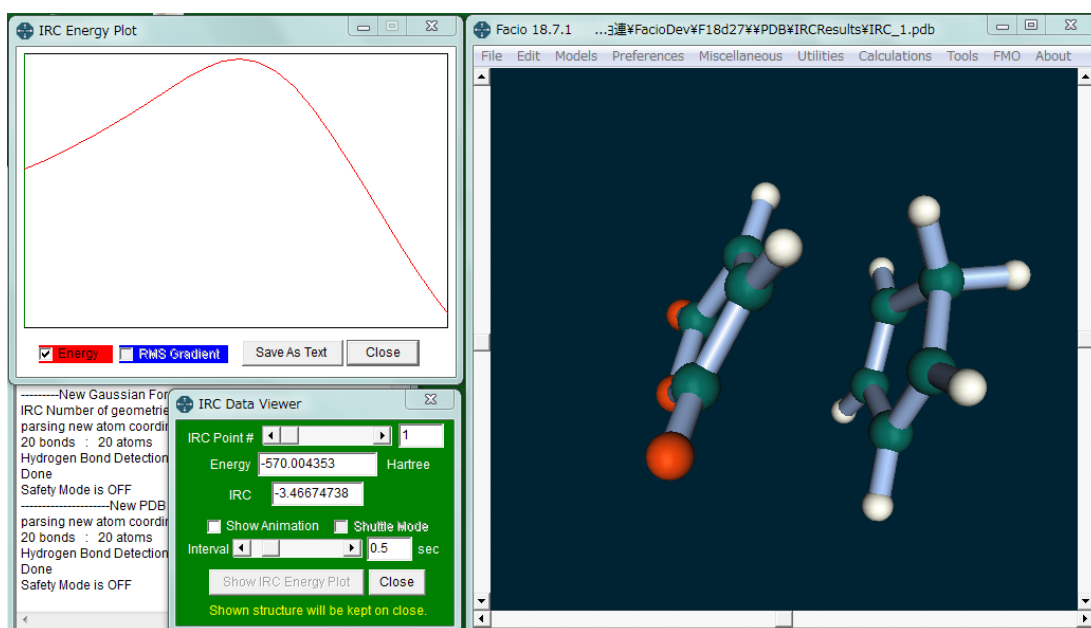 IRC Energy Plot
Energy RMS Gradient Save As Text Close
---------New Gaussian For
IRC Number of geometrie
parsing new atom coordin
20 bonds : 20 atoms
Hydrogen Bond Detection
Done
Safety Mode is OFF
---------------------New PDB
parsing new atom coordin
20 bonds : 20 atoms
Hydrogen Bond Detection
Done
Safety Mode is OFF
IRC Data Viewer
IRC Point # 1
Energy -570.004353 Hartree
IRC -3.46674738
Show Animation Shuttle Mode
Interval 0.5 sec
Show IRC Energy Plot Close
Shown structure will be kept on close.
Facio 18.7.1 ...ヨ連¥FacioDev¥F18d27¥¥PDB¥IRCResults¥IRC_1.pdb
File Edit Models Preferences Miscellaneous Utilities Calculations Tools FMO About